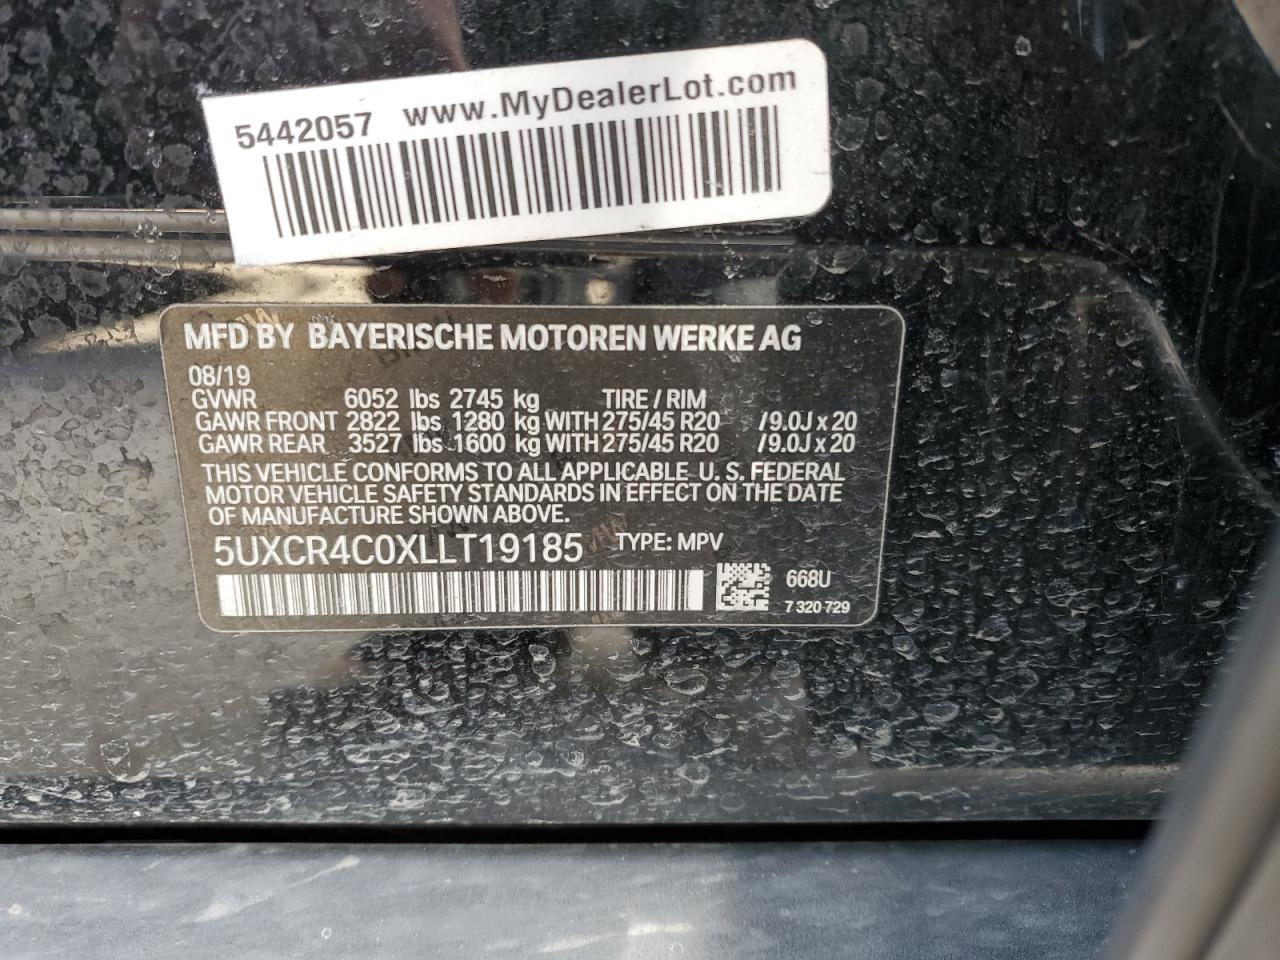 5442057 www.MyDealerLot.com
MFD BY BAYERISCHE MOTOREN WERKE AG
08/19
GVWR 6052 lbs 2745 kg TIRE / RIM
GAWR FRONT 2822 lbs 1280 kg WITH 275/45 R20 /9.0J x 20
GAWR REAR 3527 lbs 1600 kg WITH 275/45 R20 /9.0J x 20
THIS VEHICLE CONFORMS TO ALL APPLICABLE U. S. FEDERAL
MOTOR VEHICLE SAFETY STANDARDS IN EFFECT ON THE DATE
OF MANUFACTURE SHOWN ABOVE.
5UXCR4C0XLLT19185 TYPE: MPV
668U
7 320 729